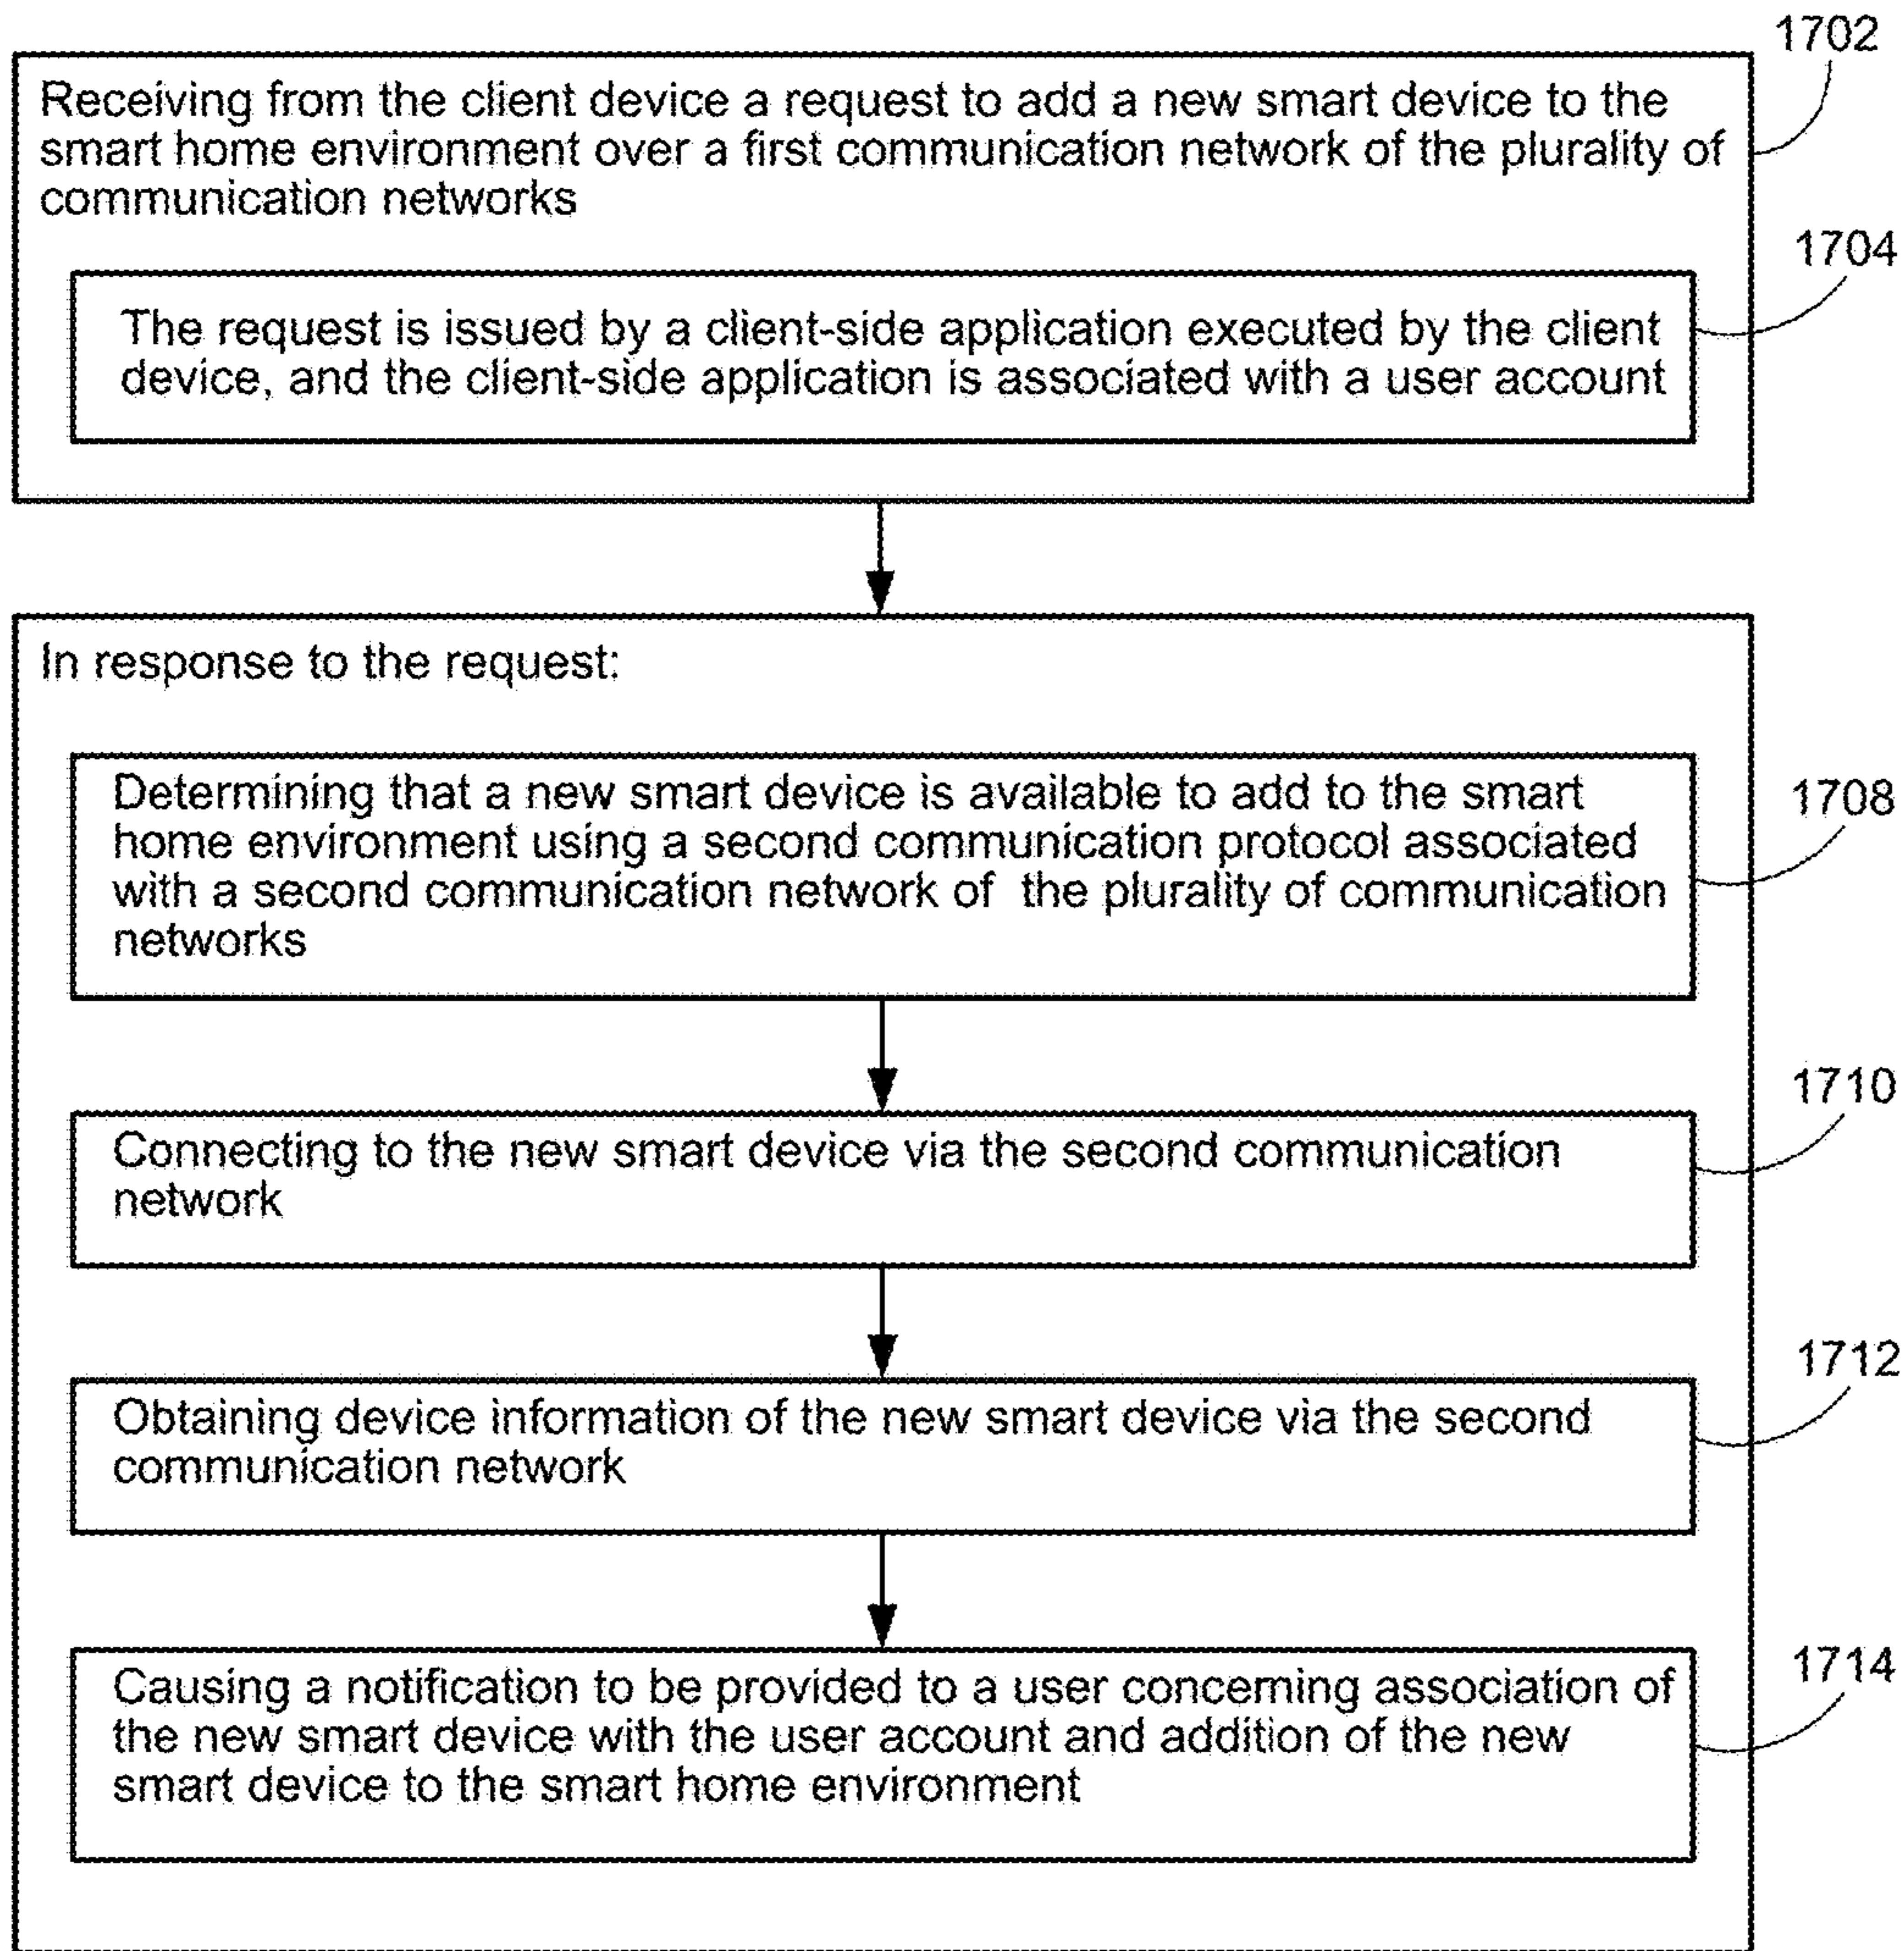 1702
Receiving from the client device a request to add a new smart device to the
smart home environment over a first communication network of the plurality of
communication networks
1704
The request is issued by a client-side application executed by the client
device, and the client-side application is associated with a user account
In response to the request:
Determining that a new smart device is available to add to the smart
home environment using a second communication protocol associated
with a second communication network of the plurality of communication
networks
1708
Connecting to the new smart device via the second communication
network
1710
Obtaining device information of the new smart device via the second
communication network
1712
Causing a notification to be provided to a user concerning association of
the new smart device with the user account and addition of the new
smart device to the smart home environment
1714